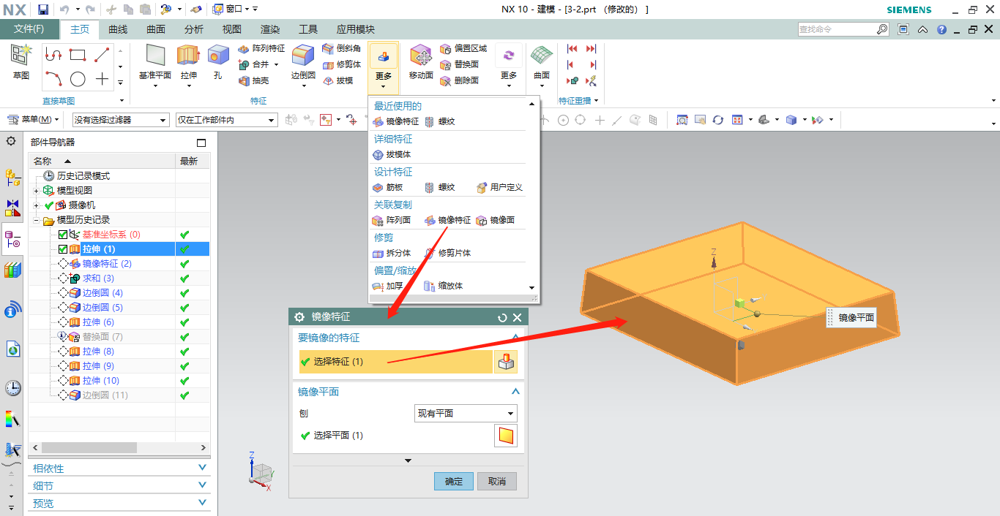 NX
窗口
NX 10 - 建模 - [3-2.prt （修改的） ]
SIEMENS
文件(F)
主页
曲线
曲面
分析
视图
渲染
工具
应用模块
查找命令
草图
直接草图
基准平面
拉伸
孔
阵列特征
合并
抽壳
边倒圆
倒斜角
修剪体
拔模
更多
特征
移动面
偏置区域
替换面
删除面
更多
曲面
特征重播
菜单(M)
没有选择过滤器
仅在工作部件内
最近使用的
镜像特征
螺纹
详细特征
拔模体
设计特征
筋板
螺纹
用户定义
关联复制
阵列面
镜像特征
镜像面
修剪
拆分体
修剪片体
偏置/缩放
加厚
缩放体
部件导航器
名称
最新
历史记录模式
模型视图
摄像机
模型历史记录
基准坐标系 (0)
拉伸 (1)
镜像特征 (2)
求和 (3)
边倒圆 (4)
边倒圆 (5)
拉伸 (6)
替换面 (7)
拉伸 (8)
拉伸 (9)
拉伸 (10)
边倒圆 (11)
相依性
细节
预览
镜像特征
要镜像的特征
选择特征 (1)
镜像平面
刨
现有平面
选择平面 (1)
确定
取消
Z
镜像平面
Z
Y
X